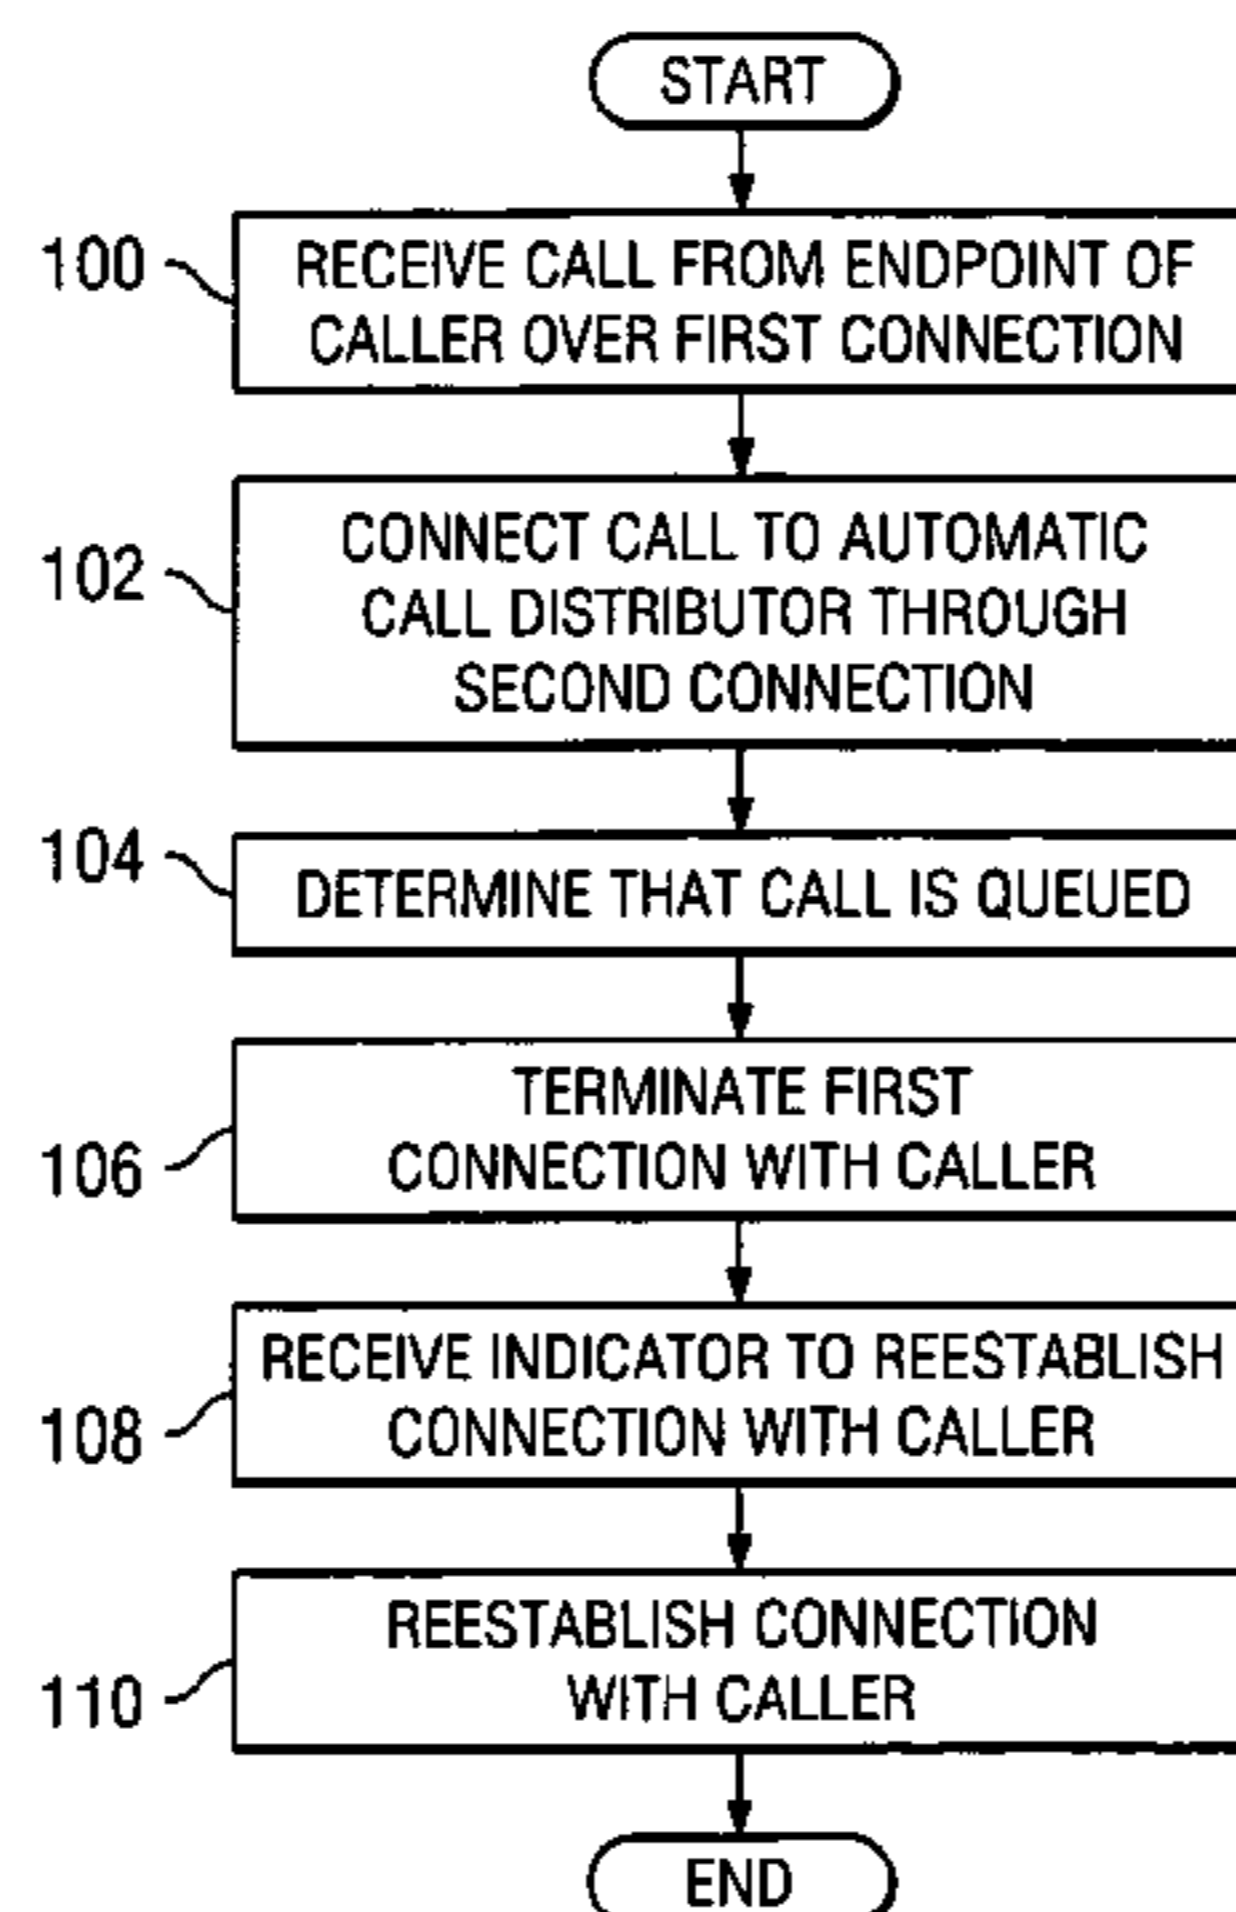 START
100
RECEIVE CALL FROM ENDPOINT OF
CALLER OVER FIRST CONNECTION
102
CONNECT CALL TO AUTOMATIC
CALL DISTRIBUTOR THROUGH
SECOND CONNECTION
104
DETERMINE THAT CALL IS QUEUED
106
TERMINATE FIRST
CONNECTION WITH CALLER
108
RECEIVE INDICATOR TO REESTABLISH
CONNECTION WITH CALLER
110
REESTABLISH CONNECTION
WITH CALLER
END